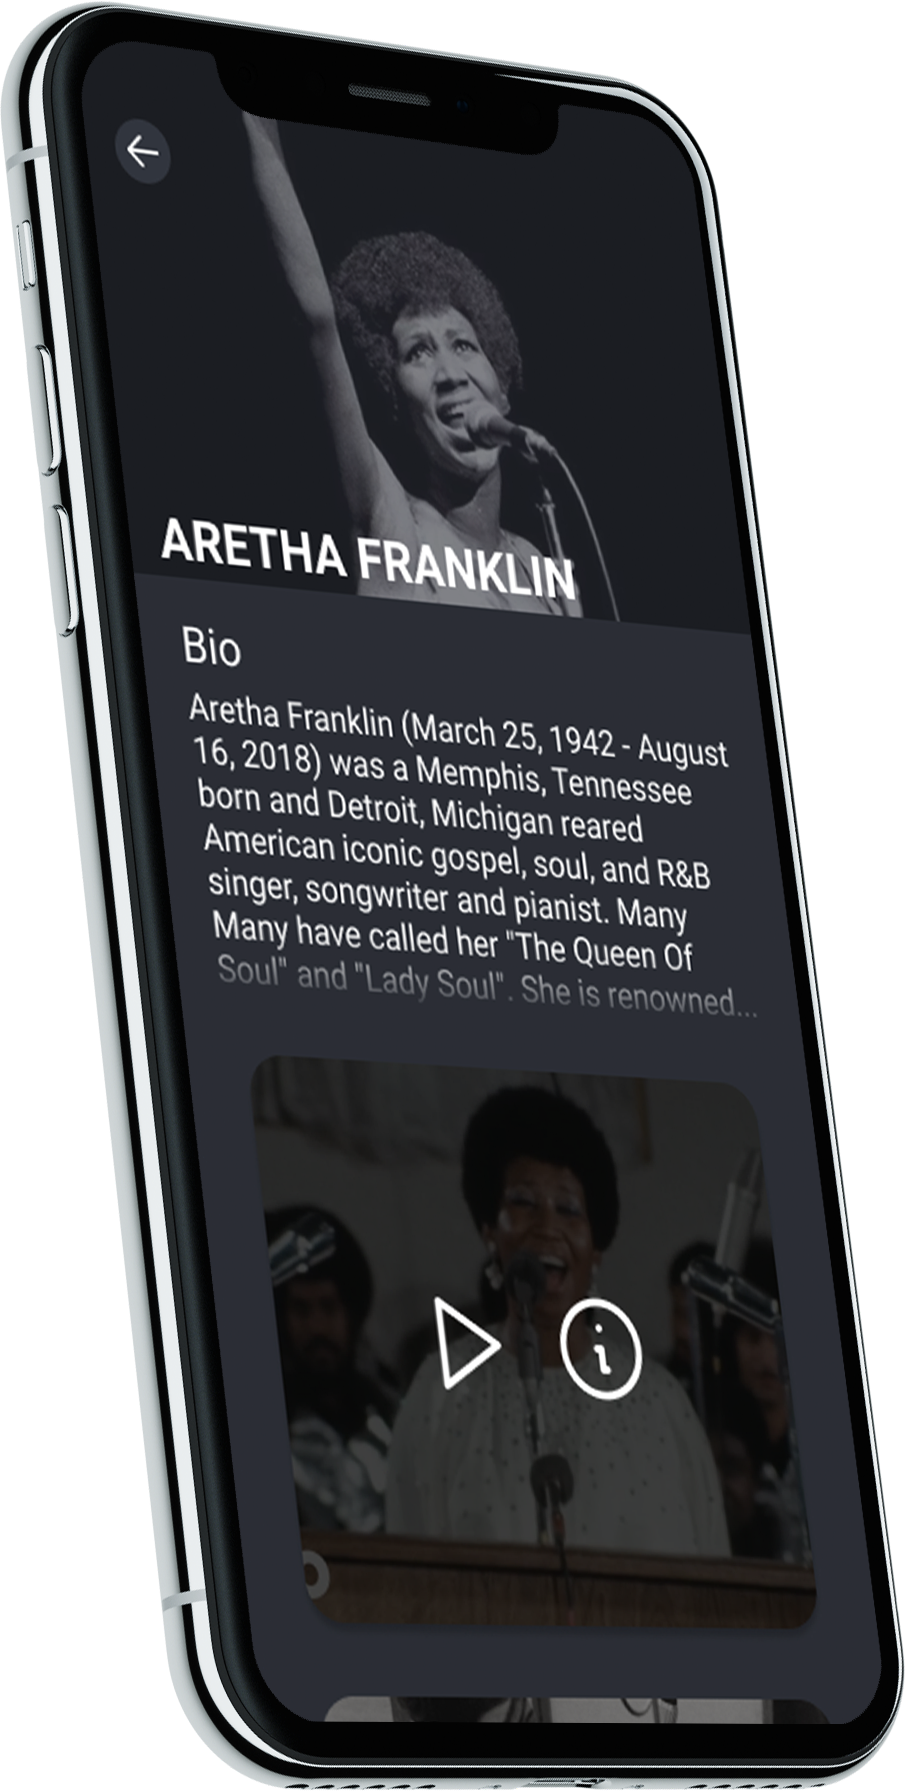 ARETHA FRANKLIN
Bio
Aretha Franklin (March 25, 1942 - August
16, 2018) was a Memphis, Tennessee
born and Detroit, Michigan reared
American iconic gospel, soul, and R&B
singer, songwriter and pianist. Many
Many have called her "The Queen Of
Soul" and "Lady Soul". She is renowned...